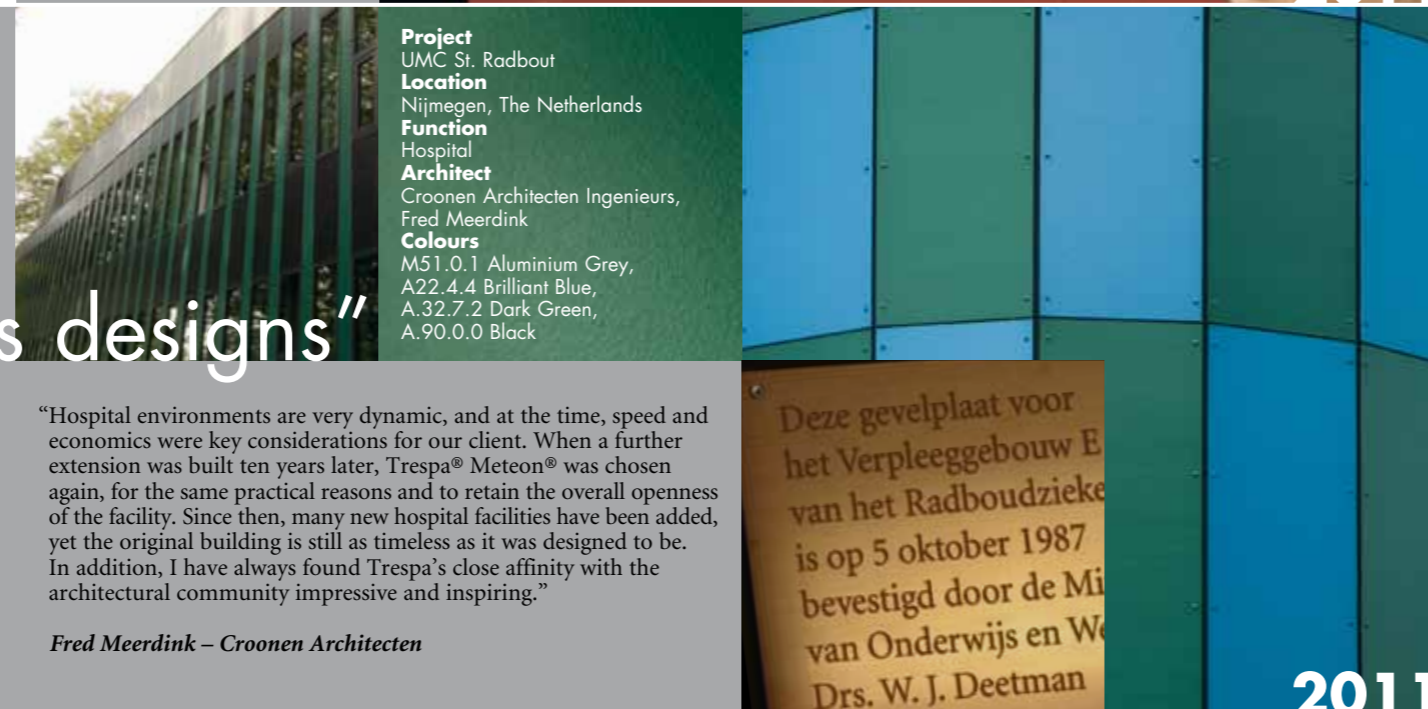 Project
UMC St. Radbout
Location
Nijmegen, The Netherlands
Function
Hospital
Architect
Croonen Architecten Ingenieurs,
Fred Meerdink
Colours
M51.0.1 Aluminium Grey,
A22.4.4 Brilliant Blue,
A.32.7.2 Dark Green,
A.90.0.0 Black
s designs”
“Hospital environments are very dynamic, and at the time, speed and
economics were key considerations for our client. When a further
extension was built ten years later, Trespa® Meteon® was chosen
again, for the same practical reasons and to retain the overall openness
of the facility. Since then, many new hospital facilities have been added,
yet the original building is still as timeless as it was designed to be.
In addition, I have always found Trespa’s close affinity with the
architectural community impressive and inspiring.”
Fred Meerdink – Croonen Architecten
Deze gevelplaat voor
het Verpleeggebouw E
van het Radboudzieke
is op 5 oktober 1987
bevestigd door de Mi
van Onderwijs en We
Drs. W. J. Deetman
2011